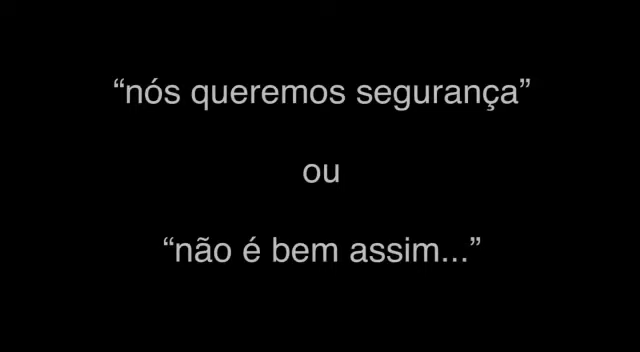 “nós queremos segurança”
ou
“não é bem assim...”